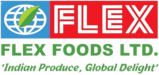 FLEX
FLEX FOODS LTD.
'Indian Produce, Global Delight'